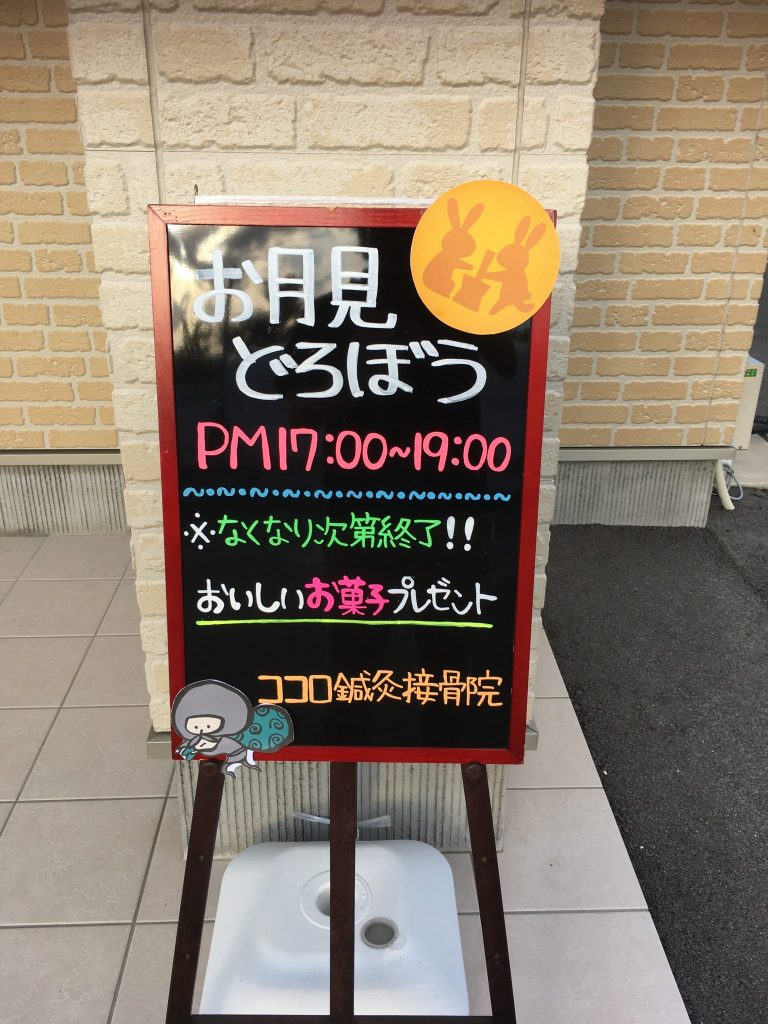 お月見
どろぼう
PM17:00~19:00
※なくなり次第終了!!
おいしいお菓子プレゼント
ココロ鍼灸接骨院